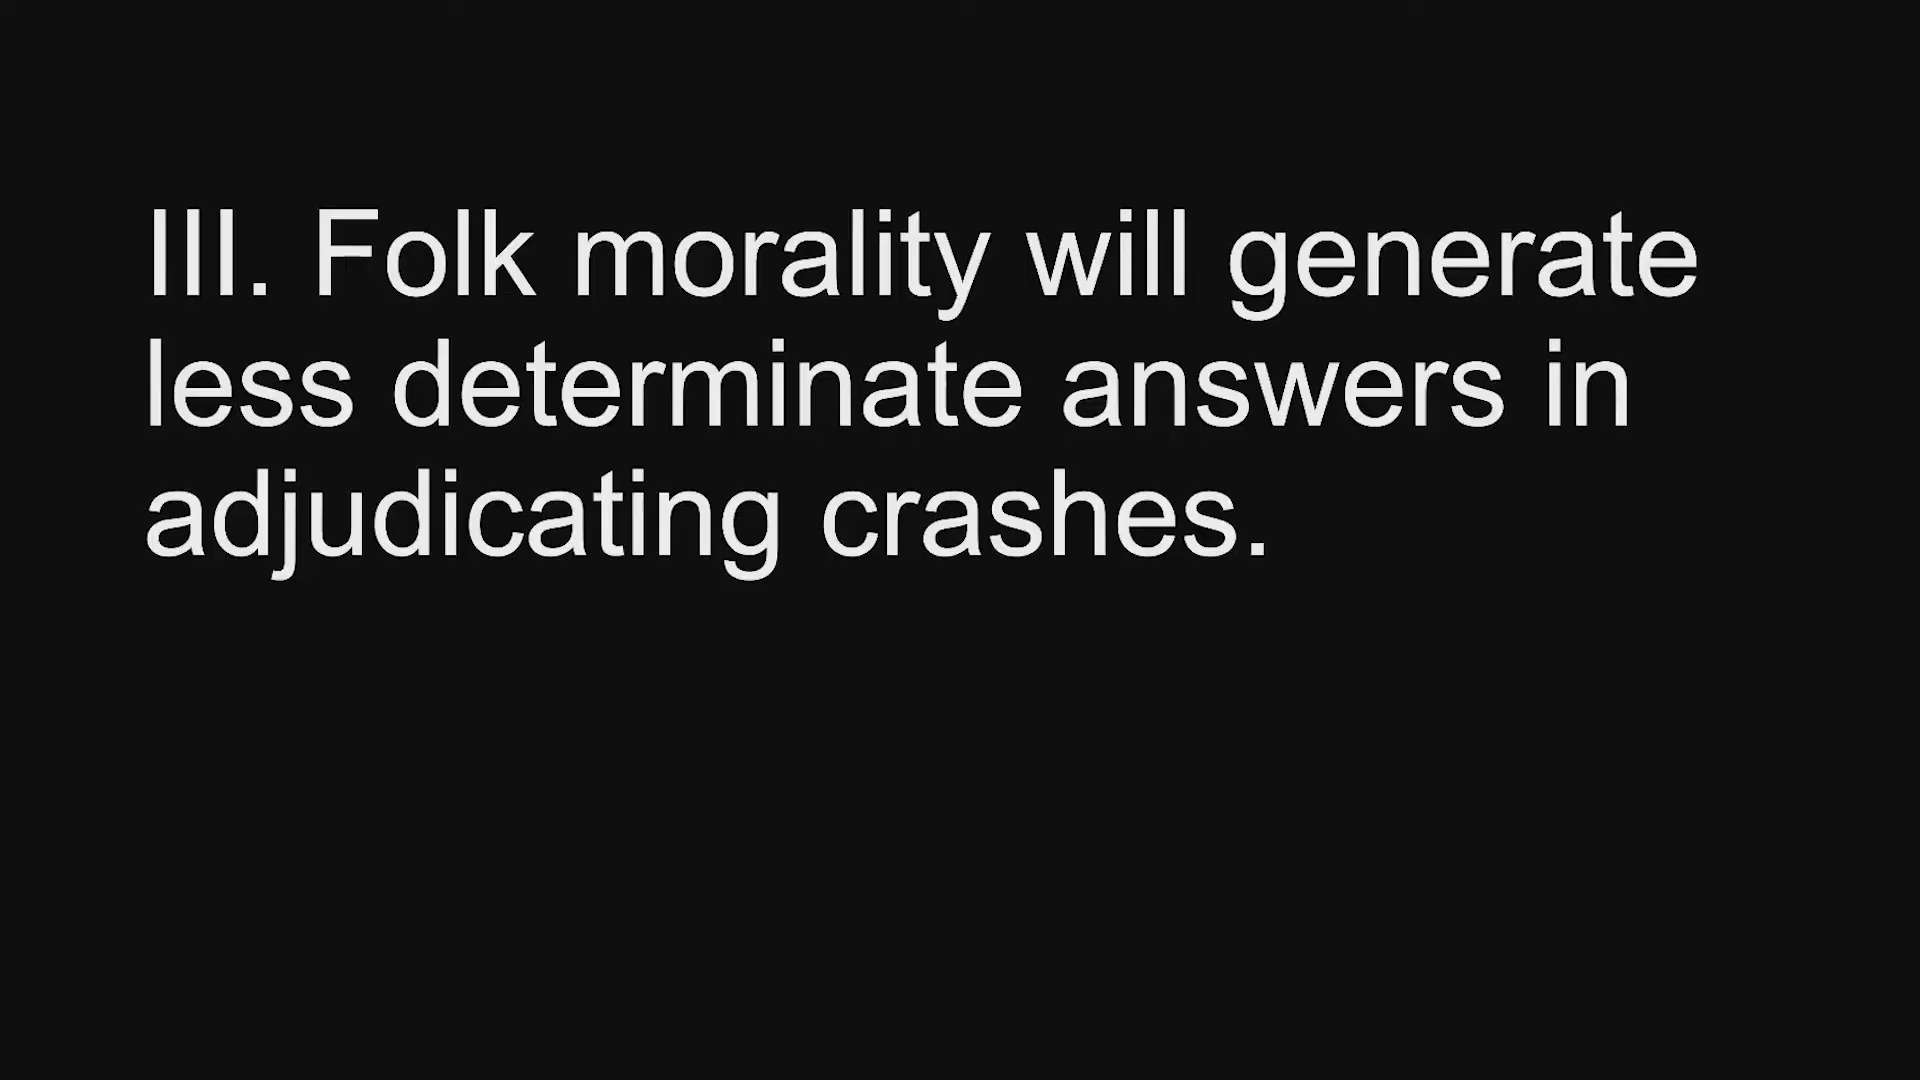 III. Folk morality will generate
less determinate answers in
adjudicating crashes.